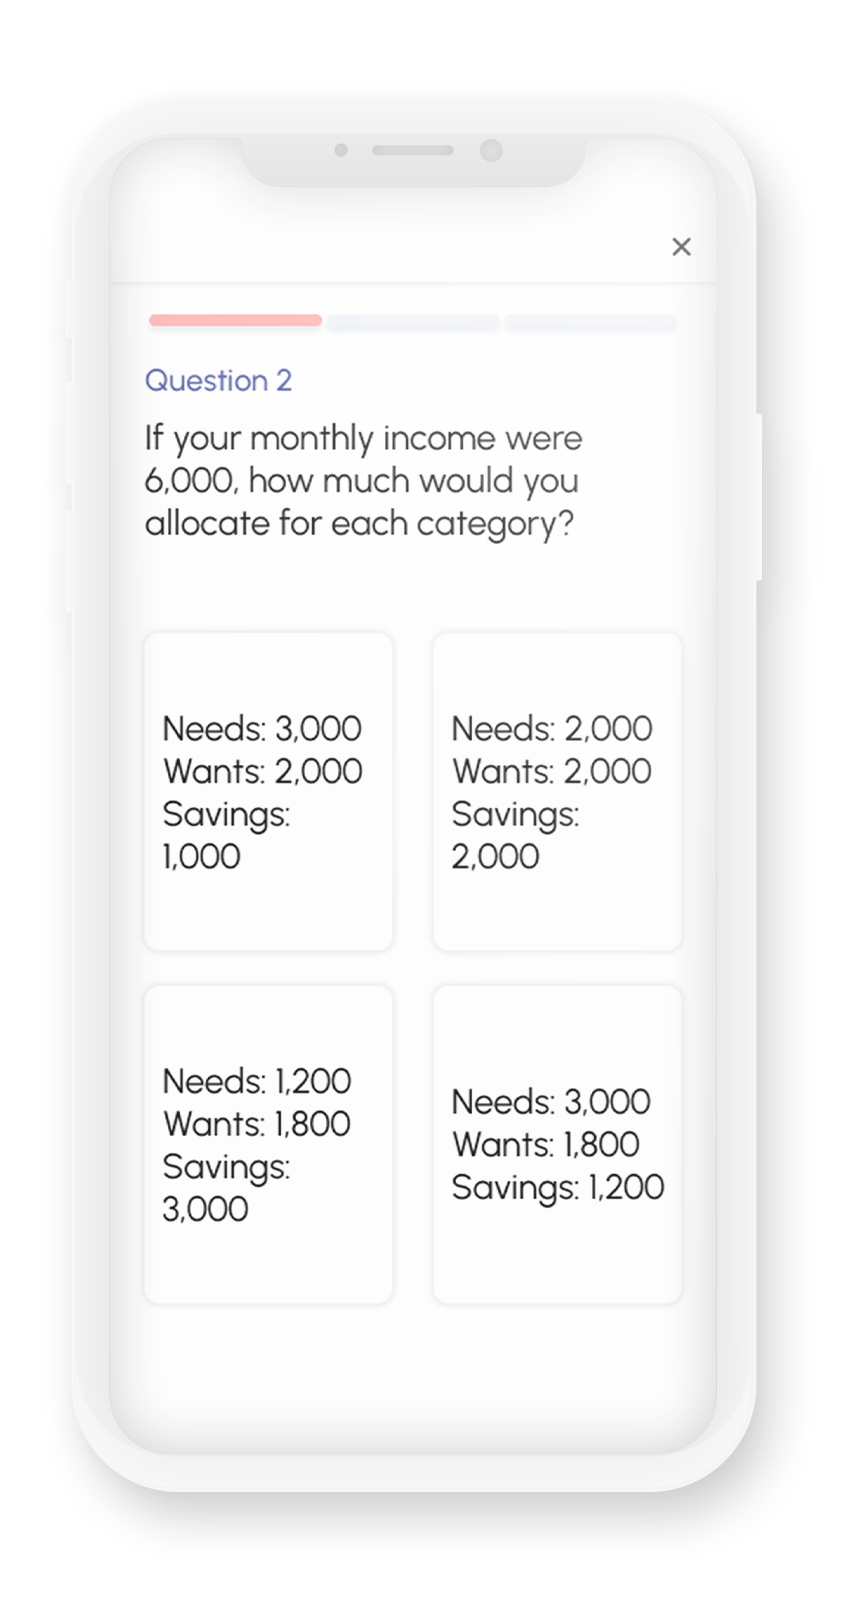 Question 2
If your monthly income were
6,000, how much would you
allocate for each category?
Needs: 3,000
Wants: 2,000
Savings:
1,000
Needs: 2,000
Wants: 2,000
Savings:
2,000
Needs: 1,200
Wants: 1,800
Savings:
3,000
Needs: 3,000
Wants: 1,800
Savings: 1,200